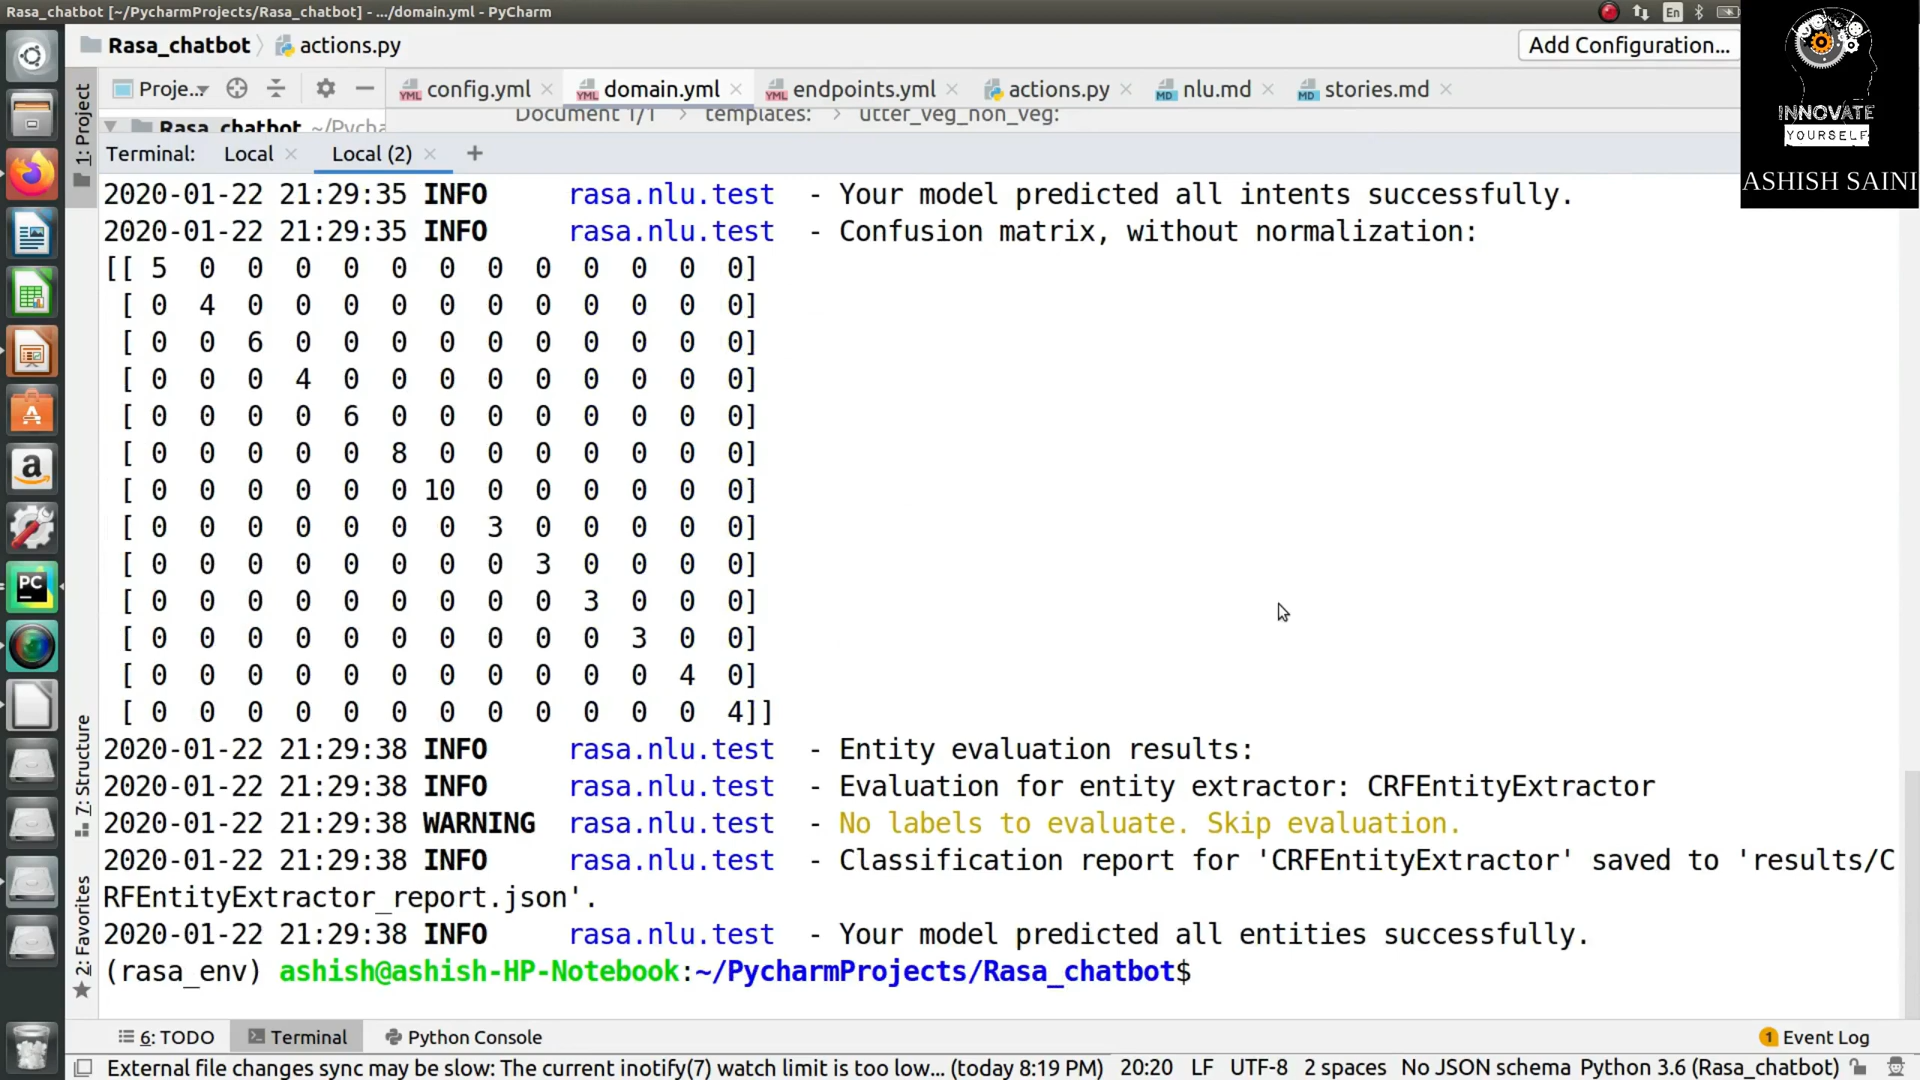 Rasa_chatbot [~/PycharmProjects/Rasa_chatbot] - .../domain.yml - PyCharm
En
INNOVATE
YOURSELF
ASHISH SAINI
Rasa_chatbot actions.py Add Configuration...
Proje... config.yml domain.yml endpoints.yml actions.py nlu.md stories.md
Rasa_chatbot ~/Pycha Document 1/1 > templates: > utter_veg_non_veg:
1: Project
7: Structure
2: Favorites
Terminal: Local Local (2) +
2020-01-22 21:29:35 INFO rasa.nlu.test - Your model predicted all intents successfully.
2020-01-22 21:29:35 INFO rasa.nlu.test - Confusion matrix, without normalization:
[[ 5 0 0 0 0 0 0 0 0 0 0 0 0]
[ 0 4 0 0 0 0 0 0 0 0 0 0 0]
[ 0 0 6 0 0 0 0 0 0 0 0 0 0]
[ 0 0 0 4 0 0 0 0 0 0 0 0 0]
[ 0 0 0 0 6 0 0 0 0 0 0 0 0]
[ 0 0 0 0 0 8 0 0 0 0 0 0 0]
[ 0 0 0 0 0 0 10 0 0 0 0 0 0]
[ 0 0 0 0 0 0 0 3 0 0 0 0 0]
[ 0 0 0 0 0 0 0 0 3 0 0 0 0]
[ 0 0 0 0 0 0 0 0 0 3 0 0 0]
[ 0 0 0 0 0 0 0 0 0 0 3 0 0]
[ 0 0 0 0 0 0 0 0 0 0 0 4 0]
[ 0 0 0 0 0 0 0 0 0 0 0 0 4]]
2020-01-22 21:29:38 INFO rasa.nlu.test - Entity evaluation results:
2020-01-22 21:29:38 INFO rasa.nlu.test - Evaluation for entity extractor: CRFEntityExtractor
2020-01-22 21:29:38 WARNING rasa.nlu.test - No labels to evaluate. Skip evaluation.
2020-01-22 21:29:38 INFO rasa.nlu.test - Classification report for 'CRFEntityExtractor' saved to 'results/C
RFEntityExtractor_report.json'.
2020-01-22 21:29:38 INFO rasa.nlu.test - Your model predicted all entities successfully.
(rasa_env) ashish@ashish-HP-Notebook:~/PycharmProjects/Rasa_chatbot$
6: TODO Terminal Python Console 1 Event Log
External file changes sync may be slow: The current inotify(7) watch limit is too low... (today 8:19 PM) 20:20 LF UTF-8 2 spaces No JSON schema Python 3.6 (Rasa_chatbot)